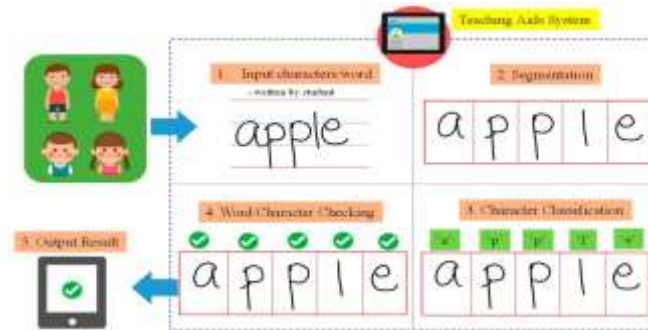 Teaching Aids System
1. Input characters/word
- written by student
apple
2. Segmentation
a p p l e
4. Word Character Checking
a p p l e
3. Character Classification
'a' 'p' 'p' 'l' 'e'
a p p l e
5. Output Result